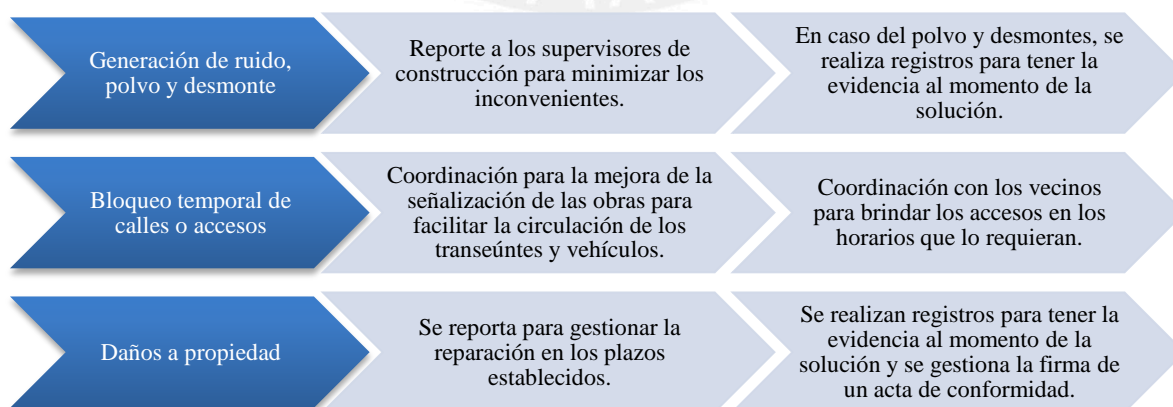 Generación de ruido,
polvo y desmonte
Reporte a los supervisores de
construcción para minimizar los
inconvenientes.
En caso del polvo y desmontes, se
realiza registros para tener la
evidencia al momento de la
solución.
Bloqueo temporal de
calles o accesos
Coordinación para la mejora de la
señalización de las obras para
facilitar la circulación de los
transeúntes y vehículos.
Coordinación con los vecinos
para brindar los accesos en los
horarios que lo requieran.
Daños a propiedad
Se reporta para gestionar la
reparación en los plazos
establecidos.
Se realizan registros para tener la
evidencia al momento de la
solución y se gestiona la firma de
un acta de conformidad.